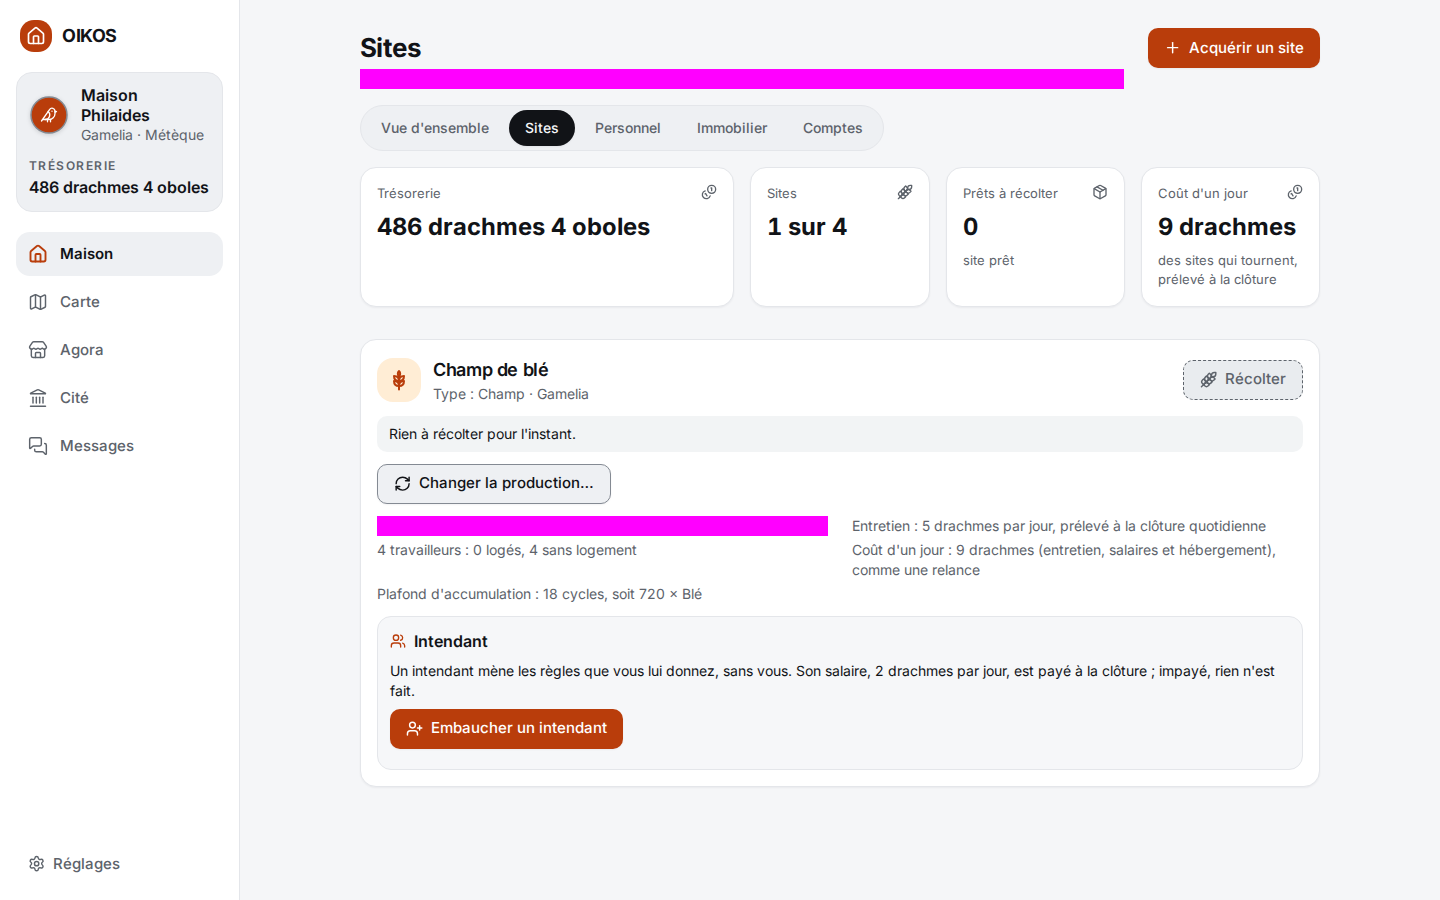 OIKOS
Maison
Philaides
Gamelia · Métèque
TRÉSORERIE
486 drachmes 4 oboles
Maison
Carte
Agora
Cité
Messages
Réglages
Sites
Acquérir un site
Vue d'ensemble
Sites
Personnel
Immobilier
Comptes
Trésorerie
486 drachmes 4 oboles
Sites
1 sur 4
Prêts à récolter
0
site prêt
Coût d'un jour
9 drachmes
des sites qui tournent,
prélevé à la clôture
Champ de blé
Type : Champ · Gamelia
Récolter
Rien à récolter pour l'instant.
Changer la production...
Entretien : 5 drachmes par jour, prélevé à la clôture quotidienne
4 travailleurs : 0 logés, 4 sans logement
Coût d'un jour : 9 drachmes (entretien, salaires et hébergement),
comme une relance
Plafond d'accumulation : 18 cycles, soit 720 × Blé
Intendant
Un intendant mène les règles que vous lui donnez, sans vous. Son salaire, 2 drachmes par jour, est payé à la clôture ; impayé, rien n'est
fait.
Embaucher un intendant